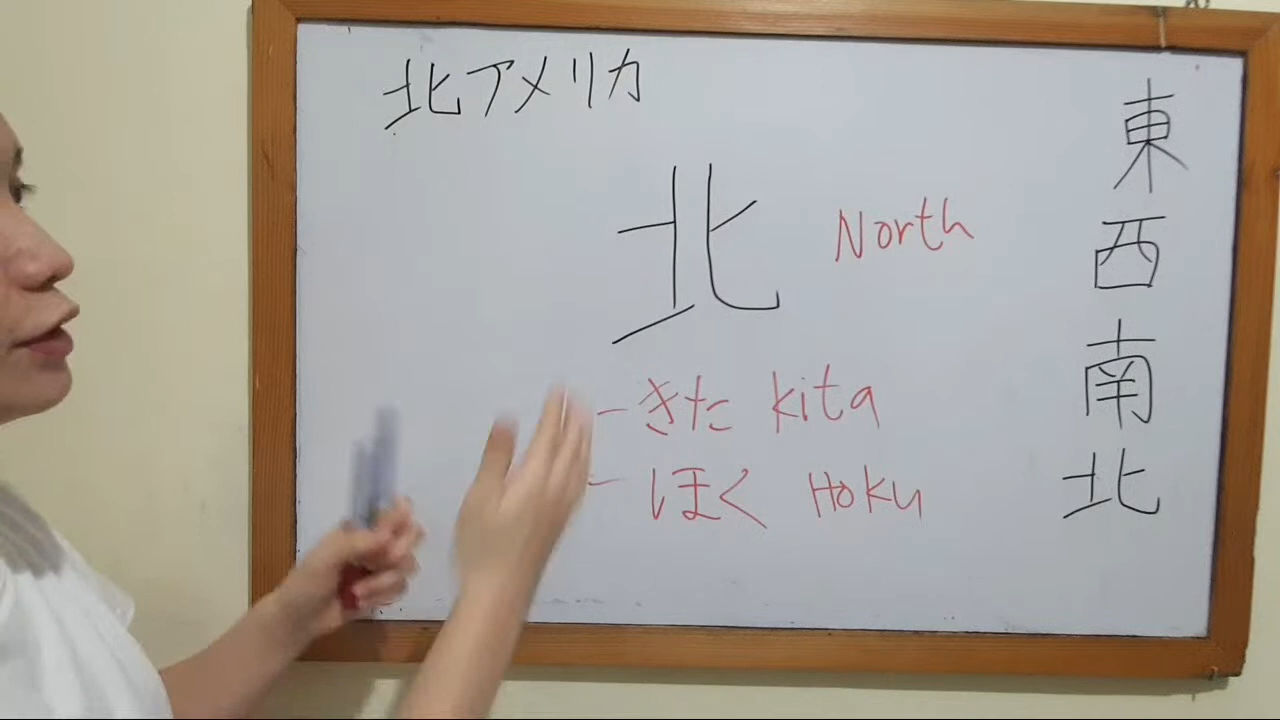 北アメリカ
北 North
- きた kita
- ほく Hoku
東
西
南
北